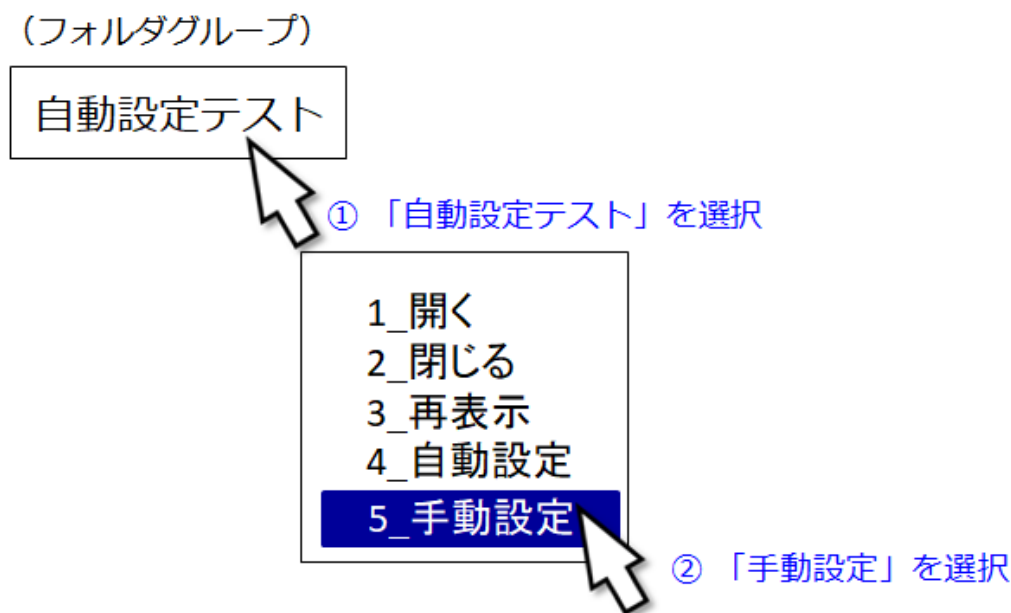 （フォルダグループ）
自動設定テスト
① 「自動設定テスト」を選択
1_開く
2_閉じる
3_再表示
4_自動設定
5_手動設定
② 「手動設定」を選択